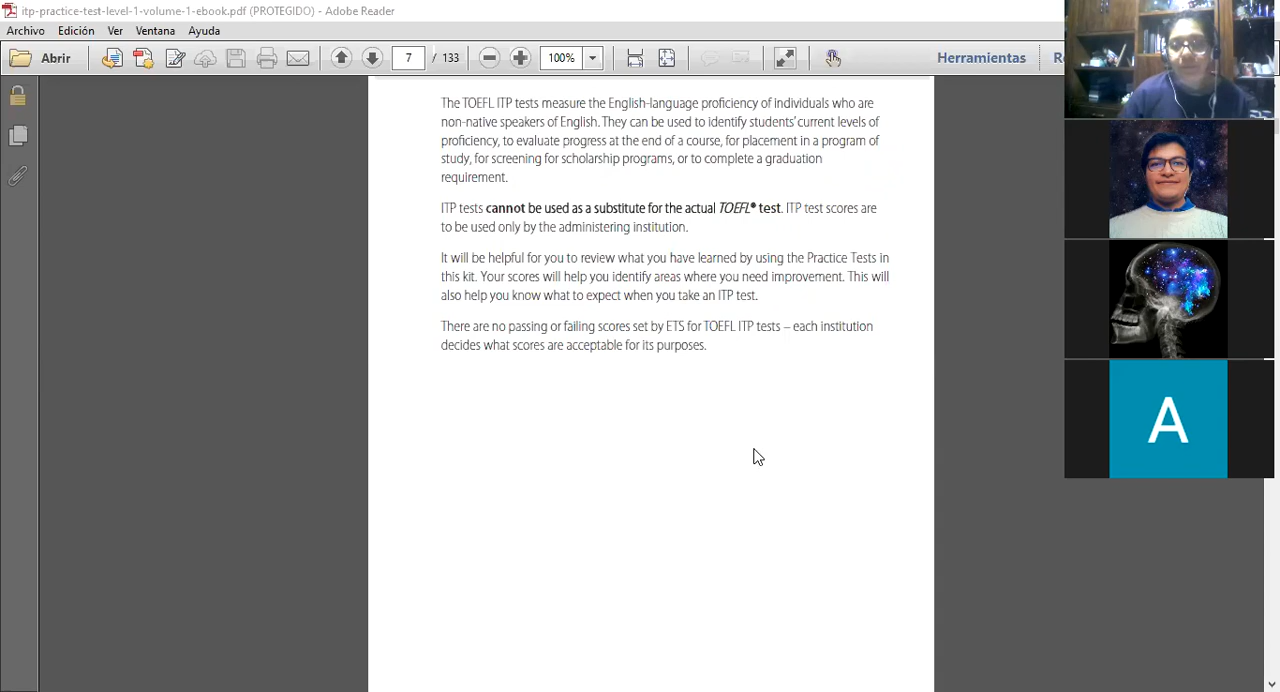 itp-practice-test-level-1-volume-1-ebook.pdf (PROTEGIDO) - Adobe Reader
Archivo Edición Ver Ventana Ayuda
Abrir 7 / 133 100% Herramientas
The TOEFL ITP tests measure the English-language proficiency of individuals who are
non-native speakers of English. They can be used to identify students' current levels of
proficiency, to evaluate progress at the end of a course, for placement in a program of
study, for screening for scholarship programs, or to complete a graduation
requirement.
ITP tests cannot be used as a substitute for the actual TOEFL® test. ITP test scores are
to be used only by the administering institution.
It will be helpful for you to review what you have learned by using the Practice Tests in
this kit. Your scores will help you identify areas where you need improvement. This will
also help you know what to expect when you take an ITP test.
There are no passing or failing scores set by ETS for TOEFL ITP tests – each institution
decides what scores are acceptable for its purposes.
A